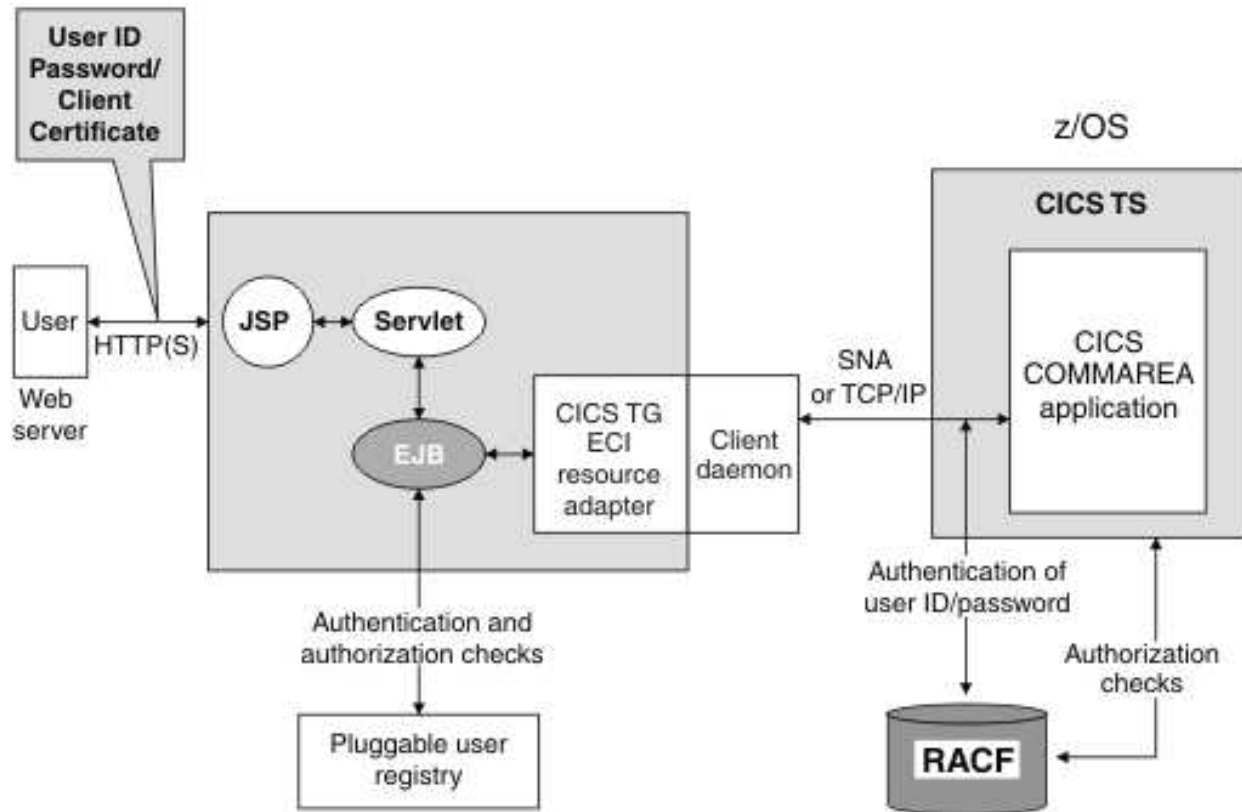 User ID
Password/
Client
Certificate
z/OS
CICS TS
User
HTTP(S)
Web
server
JSP
Servlet
EJB
CICS TG
ECI
resource
adapter
Client
daemon
SNA
or TCP/IP
CICS
COMMAREA
application
Authentication and
authorization checks
Authentication of
user ID/password
Authorization
checks
Pluggable user
registry
RACF